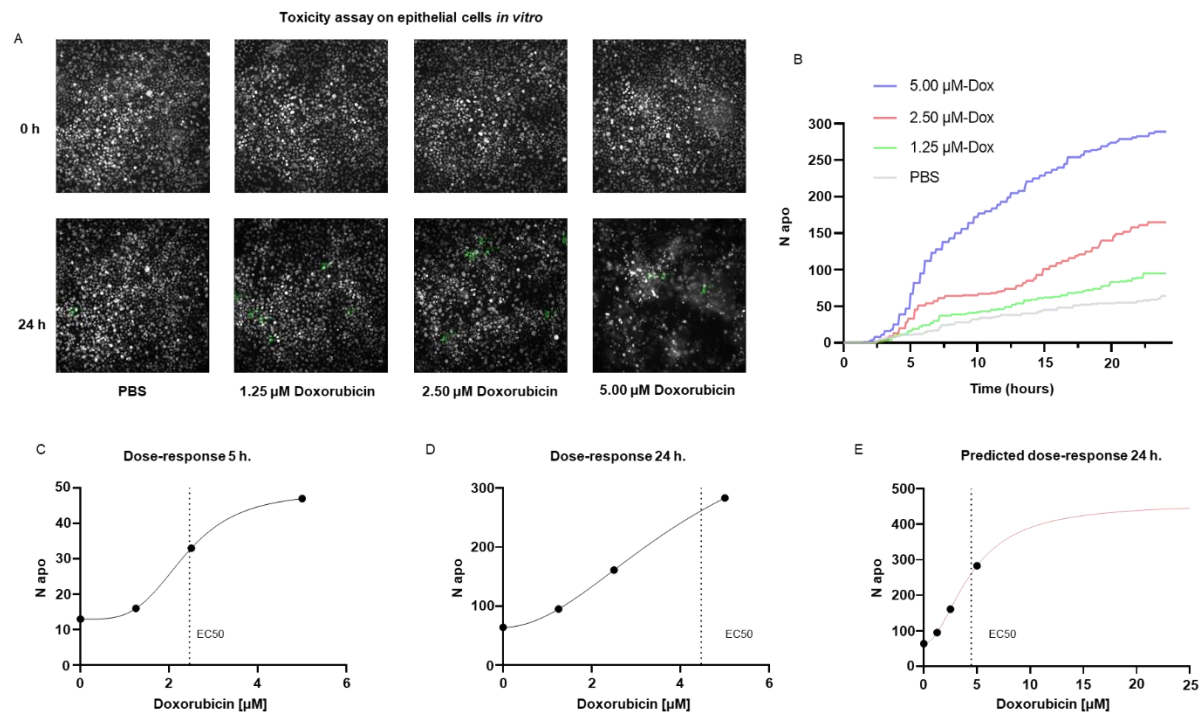 Toxicity assay on epithelial cells in vitro
A
0 h
24 h
PBS
1.25 µM Doxorubicin
2.50 µM Doxorubicin
5.00 µM Doxorubicin
B
5.00 µM-Dox
2.50 µM-Dox
1.25 µM-Dox
PBS
300
250
200
150
100
50
0
N apo
0 5 10 15 20
Time (hours)
C
Dose-response 5 h.
50
40
30
20
10
0
N apo
EC50
0 2 4 6
Doxorubicin [µM]
D
Dose-response 24 h.
300
200
100
0
N apo
EC50
0 2 4 6
Doxorubicin [µM]
E
Predicted dose-response 24 h.
500
400
300
200
100
0
N apo
EC50
0 5 10 15 20 25
Doxorubicin [µM]